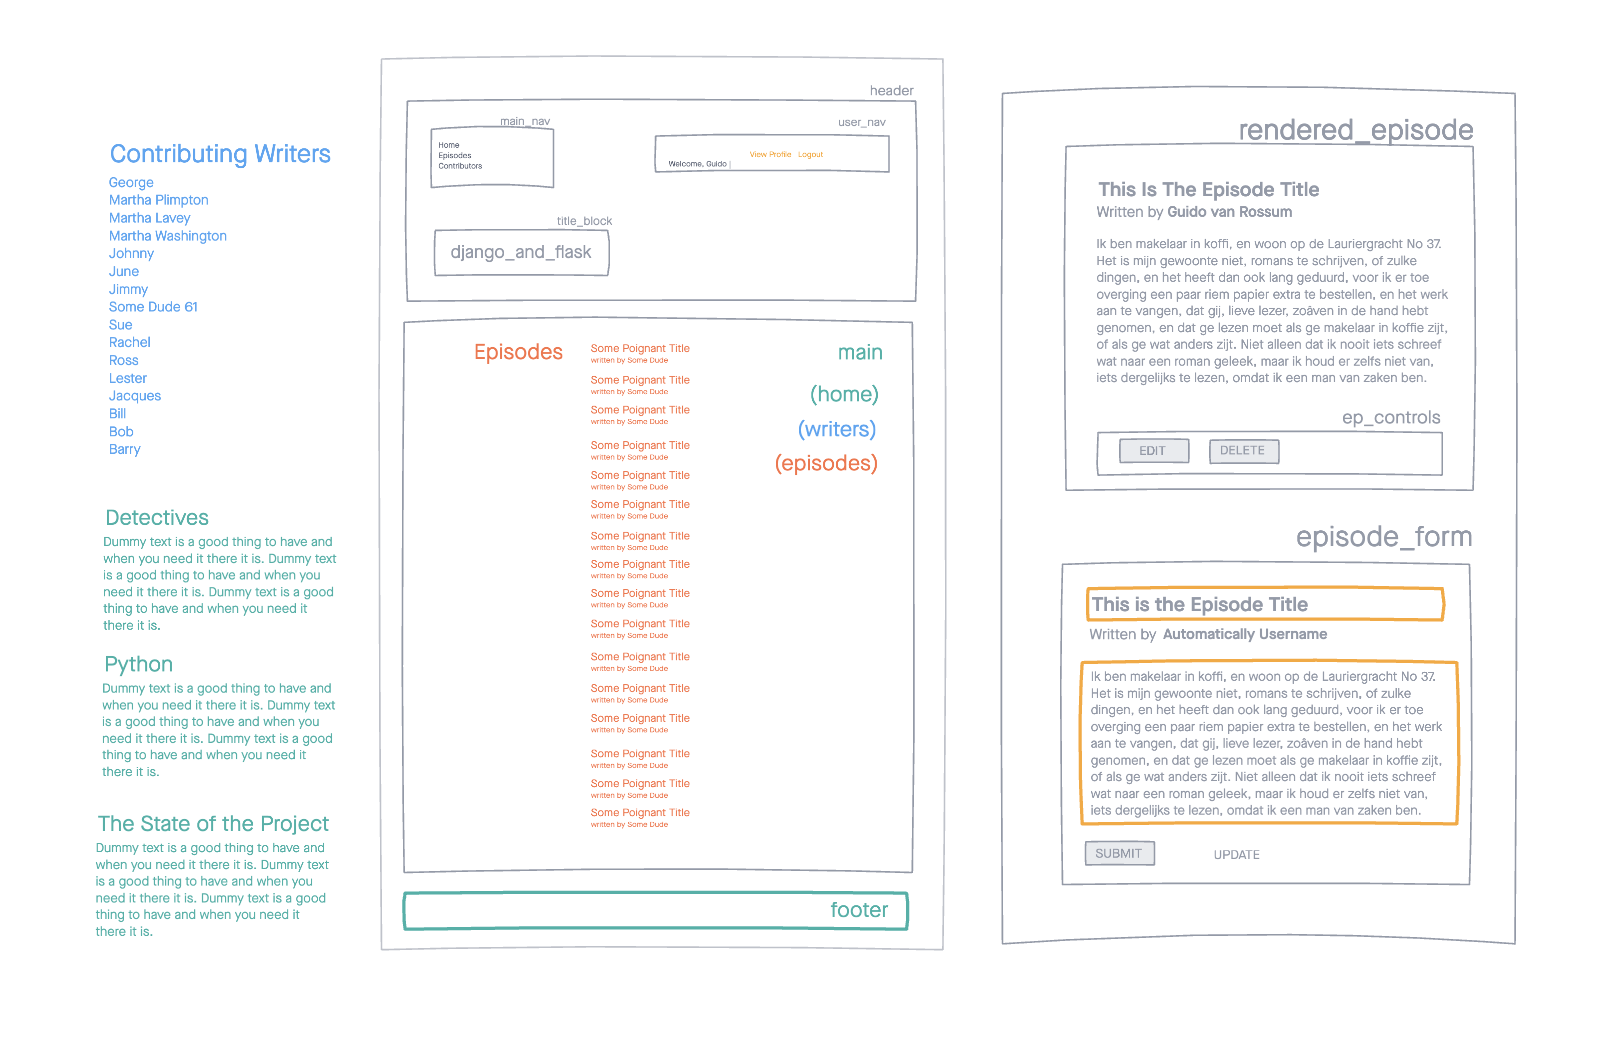 Contributing Writers
George
Martha Plimpton
Martha Lavey
Martha Washington
Johnny
June
Jimmy
Some Dude 61
Sue
Rachel
Ross
Lester
Jacques
Bill
Bob
Barry
Detectives
Dummy text is a good thing to have and
when you need it there it is. Dummy text
is a good thing to have and when you
need it there it is. Dummy text is a good
thing to have and when you need it
there it is.
Python
Dummy text is a good thing to have and
when you need it there it is. Dummy text
is a good thing to have and when you
need it there it is. Dummy text is a good
thing to have and when you need it
there it is.
The State of the Project
Dummy text is a good thing to have and
when you need it there it is. Dummy text
is a good thing to have and when you
need it there it is. Dummy text is a good
thing to have and when you need it
there it is.
header
main_nav
Home
Episodes
Contributors
user_nav
View Profile Logout
Welcome, Guido |
title_block
django_and_flask
Episodes
Some Poignant Title
written by Some Dude
Some Poignant Title
written by Some Dude
Some Poignant Title
written by Some Dude
Some Poignant Title
written by Some Dude
Some Poignant Title
written by Some Dude
Some Poignant Title
written by Some Dude
Some Poignant Title
written by Some Dude
Some Poignant Title
written by Some Dude
Some Poignant Title
written by Some Dude
Some Poignant Title
written by Some Dude
Some Poignant Title
written by Some Dude
Some Poignant Title
written by Some Dude
Some Poignant Title
written by Some Dude
Some Poignant Title
written by Some Dude
Some Poignant Title
written by Some Dude
Some Poignant Title
written by Some Dude
main
(home)
(writers)
(episodes)
footer
rendered_episode
This Is The Episode Title
Written by Guido van Rossum
Ik ben makelaar in koffi, en woon op de Lauriergracht No 37.
Het is mijn gewoonte niet, romans te schrijven, of zulke
dingen, en het heeft dan ook lang geduurd, voor ik er toe
overging een paar riem papier extra te bestellen, en het werk
aan te vangen, dat gij, lieve lezer, zoâven in de hand hebt
genomen, en dat ge lezen moet als ge makelaar in koffie zijt,
of als ge wat anders zijt. Niet alleen dat ik nooit iets schreef
wat naar een roman geleek, maar ik houd er zelfs niet van,
iets dergelijks te lezen, omdat ik een man van zaken ben.
ep_controls
EDIT
DELETE
episode_form
This is the Episode Title
Written by Automatically Username
Ik ben makelaar in koffi, en woon op de Lauriergracht No 37.
Het is mijn gewoonte niet, romans te schrijven, of zulke
dingen, en het heeft dan ook lang geduurd, voor ik er toe
overging een paar riem papier extra te bestellen, en het werk
aan te vangen, dat gij, lieve lezer, zoâven in de hand hebt
genomen, en dat ge lezen moet als ge makelaar in koffie zijt,
of als ge wat anders zijt. Niet alleen dat ik nooit iets schreef
wat naar een roman geleek, maar ik houd er zelfs niet van,
iets dergelijks te lezen, omdat ik een man van zaken ben.
SUBMIT
UPDATE